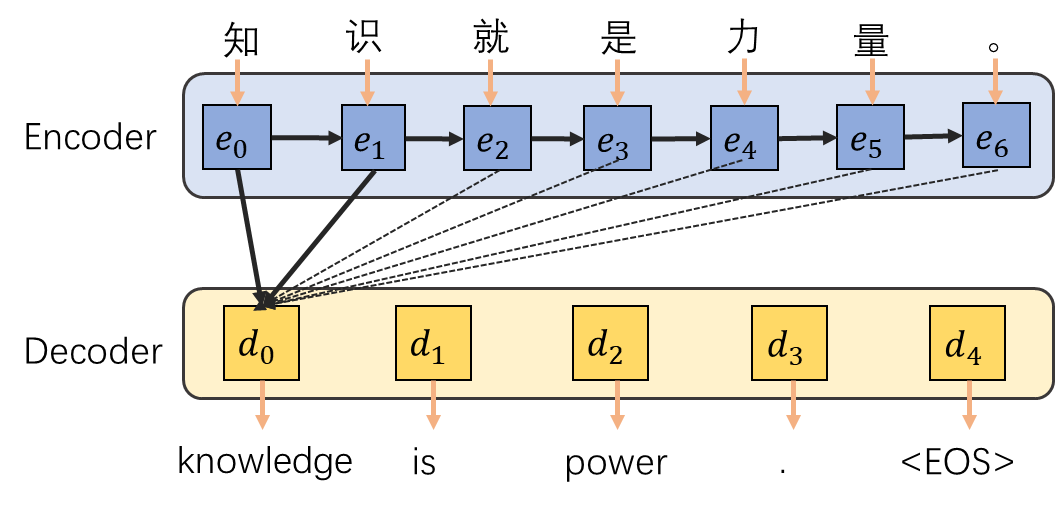 知 识 就 是 力 量 。
Encoder e₀ e₁ e₂ e₃ e₄ e₅ e₆
Decoder d₀ d₁ d₂ d₃ d₄
knowledge is power . <EOS>